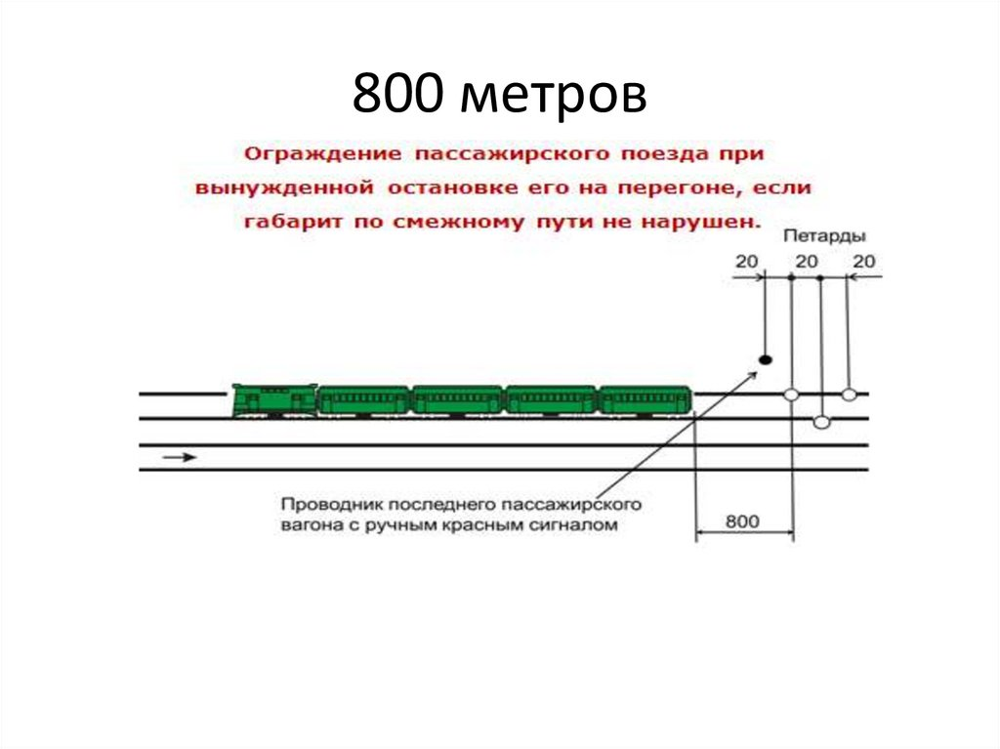 800 метров
Ограждение пассажирского поезда при
вынужденной остановке его на перегоне, если
габарит по смежному пути не нарушен.
Петарды
20 20 20
Проводник последнего пассажирского
вагона с ручным красным сигналом
800